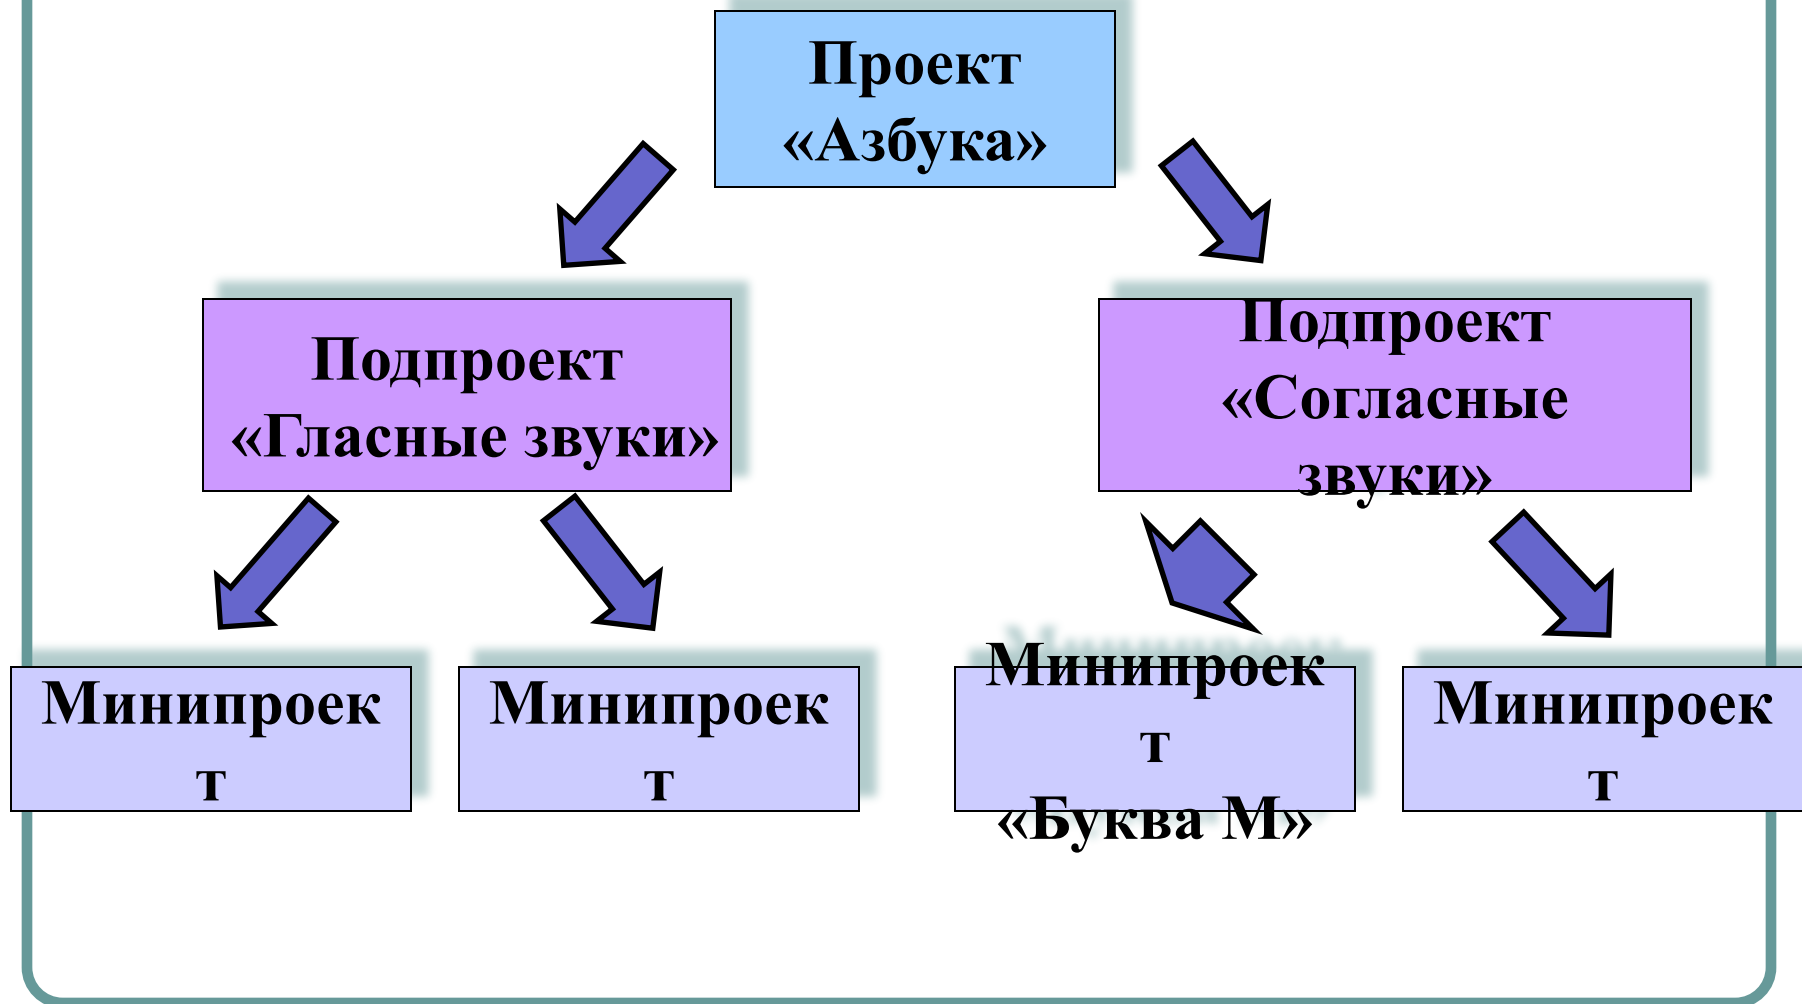 Проект
«Азбука»
Подпроект
«Гласные звуки»
Подпроект
«Согласные
звуки»
Минипроек
т
Минипроек
т
Минипроек
т
«Буква М»
Минипроек
т